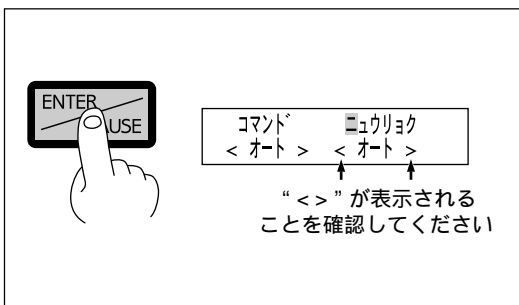 ENTER
AUSE
コマンド ニュウリョク
< オート > < オート >
“ < > ” が表示される
ことを確認してください